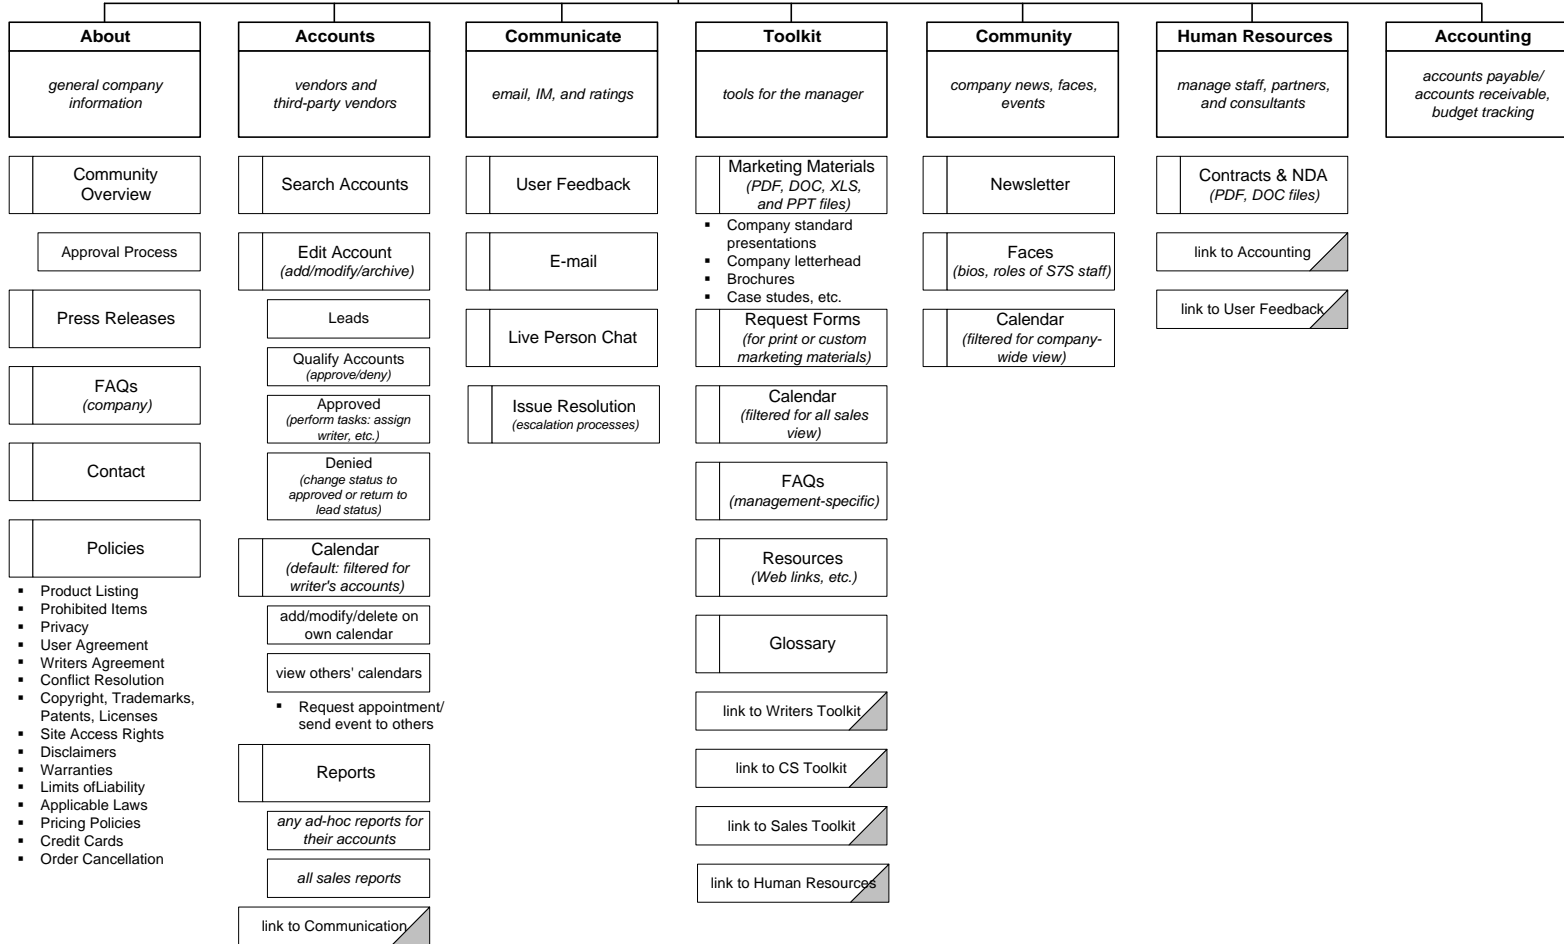 About
general company
information
Community
Overview
Approval Process
Press Releases
FAQs
(company)
Contact
Policies
▪ Product Listing
▪ Prohibited Items
▪ Privacy
▪ User Agreement
▪ Writers Agreement
▪ Conflict Resolution
▪ Copyright, Trademarks,
Patents, Licenses
▪ Site Access Rights
▪ Disclaimers
▪ Warranties
▪ Limits ofLiability
▪ Applicable Laws
▪ Pricing Policies
▪ Credit Cards
▪ Order Cancellation
Accounts
vendors and
third-party vendors
Search Accounts
Edit Account
(add/modify/archive)
Leads
Qualify Accounts
(approve/deny)
Approved
(perform tasks: assign
writer, etc.)
Denied
(change status to
approved or return to
lead status)
Calendar
(default: filtered for
writer's accounts)
add/modify/delete on
own calendar
view others' calendars
▪ Request appointment/
send event to others
Reports
any ad-hoc reports for
their accounts
all sales reports
link to Communication
Communicate
email, IM, and ratings
User Feedback
E-mail
Live Person Chat
Issue Resolution
(escalation processes)
Toolkit
tools for the manager
Marketing Materials
(PDF, DOC, XLS,
and PPT files)
▪ Company standard
presentations
▪ Company letterhead
▪ Brochures
▪ Case studes, etc.
Request Forms
(for print or custom
marketing materials)
Calendar
(filtered for all sales
view)
FAQs
(management-specific)
Resources
(Web links, etc.)
Glossary
link to Writers Toolkit
link to CS Toolkit
link to Sales Toolkit
link to Human Resources
Community
company news, faces,
events
Newsletter
Faces
(bios, roles of S7S staff)
Calendar
(filtered for company-
wide view)
Human Resources
manage staff, partners,
and consultants
Contracts & NDA
(PDF, DOC files)
link to Accounting
link to User Feedback
Accounting
accounts payable/
accounts receivable,
budget tracking